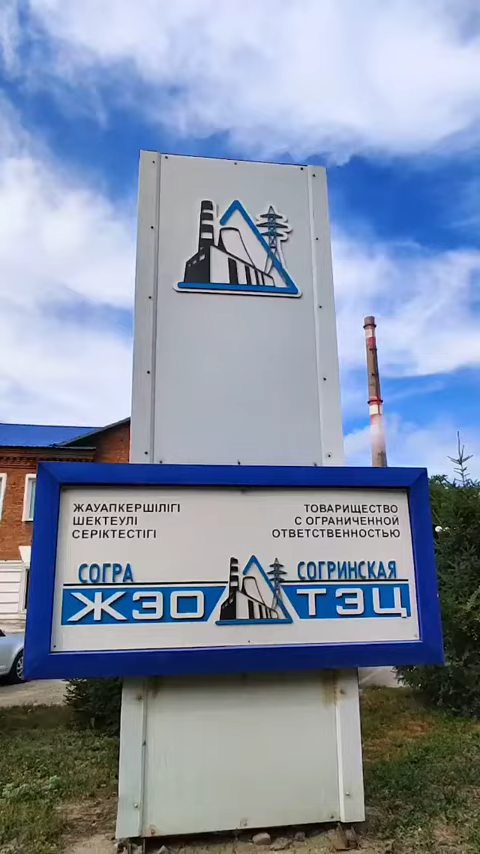 ЖАУАПКЕРШІЛІГІ
ШЕКТЕУЛІ
СЕРІКТЕСТІГІ
СОГРА
ЖЭО
ТОВАРИЩЕСТВО
С ОГРАНИЧЕННОЙ
ОТВЕТСТВЕННОСТЬЮ
СОГРИНСКАЯ
ТЭЦ